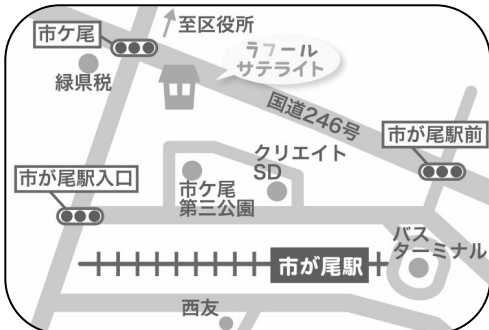 至区役所
市ケ尾
ラフール
サテライト
緑県税
国道246号
市が尾駅前
クリエイト
SD
市が尾駅入口
市ケ尾
第三公園
バス
ターミナル
市が尾駅
西友